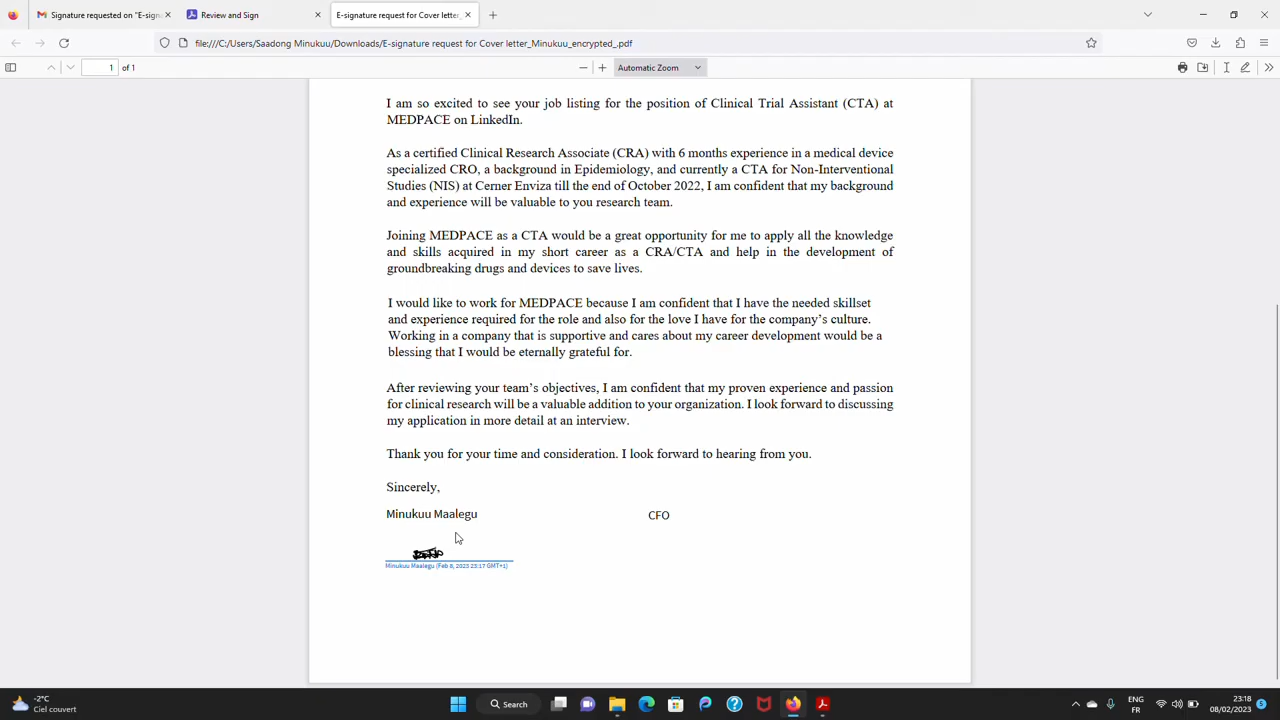 Signature requested on "E-signa
Review and Sign
E-signature request for Cover letter_
file:///C:/Users/Saadong Minukuu/Downloads/E-signature request for Cover letter_Minukuu_encrypted_.pdf
1 of 1
Automatic Zoom
I am so excited to see your job listing for the position of Clinical Trial Assistant (CTA) at
MEDPACE on LinkedIn.
As a certified Clinical Research Associate (CRA) with 6 months experience in a medical device
specialized CRO, a background in Epidemiology, and currently a CTA for Non-Interventional
Studies (NIS) at Cerner Enviza till the end of October 2022, I am confident that my background
and experience will be valuable to you research team.
Joining MEDPACE as a CTA would be a great opportunity for me to apply all the knowledge
and skills acquired in my short career as a CRA/CTA and help in the development of
groundbreaking drugs and devices to save lives.
I would like to work for MEDPACE because I am confident that I have the needed skillset
and experience required for the role and also for the love I have for the company's culture.
Working in a company that is supportive and cares about my career development would be a
blessing that I would be eternally grateful for.
After reviewing your team's objectives, I am confident that my proven experience and passion
for clinical research will be a valuable addition to your organization. I look forward to discussing
my application in more detail at an interview.
Thank you for your time and consideration. I look forward to hearing from you.
Sincerely,
Minukuu Maalegu
CFO
Minukuu Maalegu (Feb 8, 2023 23:17 GMT+1)
-2°C
Ciel couvert
Search
ENG
FR
23:18
08/02/2023